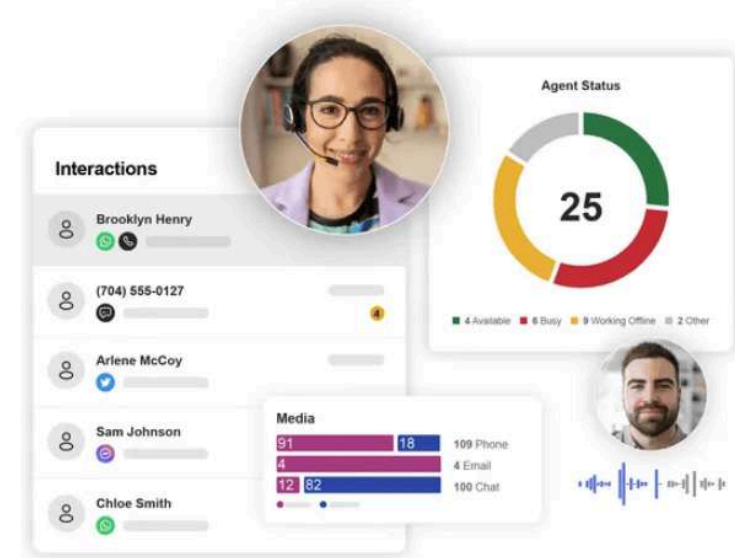 Interactions
Brooklyn Henry
(704) 555-0127
4
Arlene McCoy
Sam Johnson
Chloe Smith
Agent Status
25
4 Available 6 Busy 9 Working Offline 2 Other
Media
91 18 109 Phone
4 4 Email
12 82 100 Chat